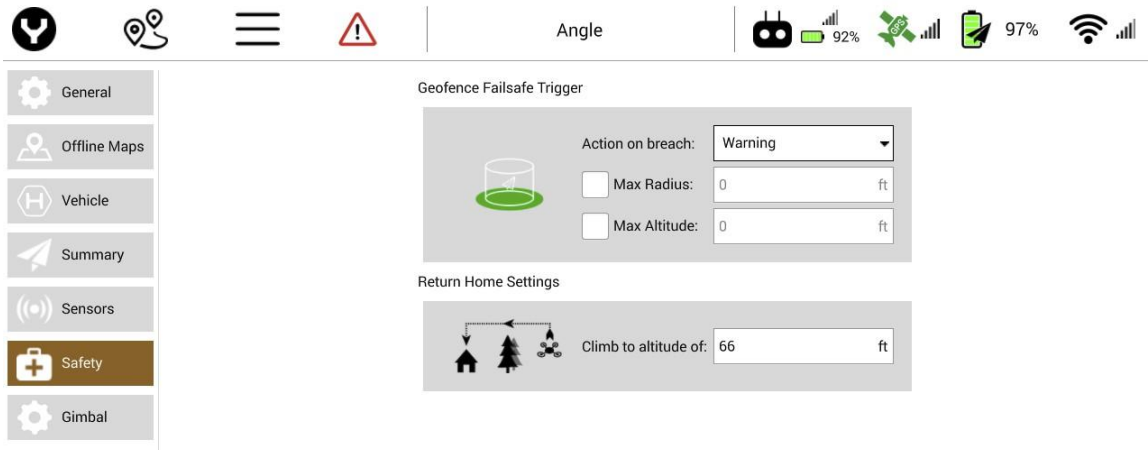 Angle
92%
GPS
97%
General
Offline Maps
Vehicle
Summary
Sensors
Safety
Gimbal
Geofence Failsafe Trigger
Action on breach: Warning
Max Radius: 0 ft
Max Altitude: 0 ft
Return Home Settings
Climb to altitude of: 66 ft